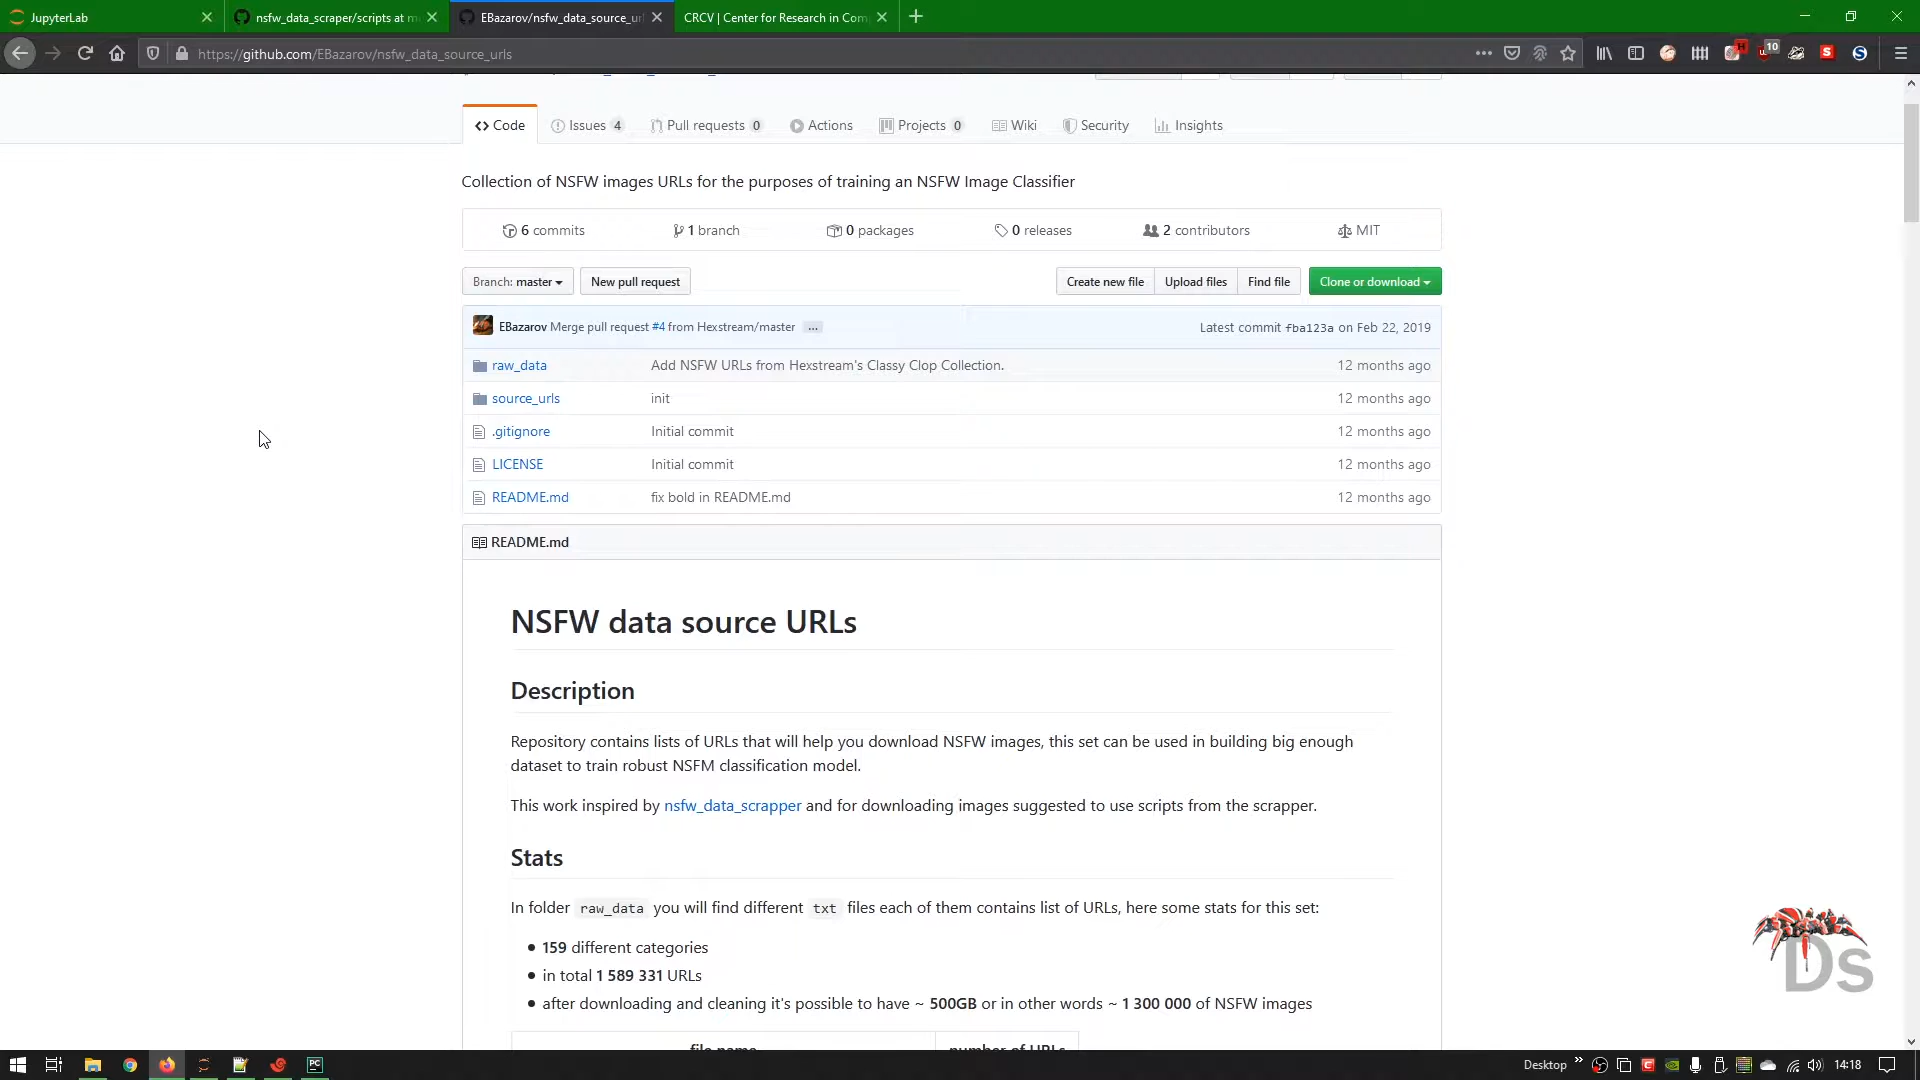 JupyterLab
nsfw_data_scraper/scripts at m
EBazarov/nsfw_data_source_url
CRCV | Center for Research in Com
https://github.com/EBazarov/nsfw_data_source_urls
10
Code
Issues 4
Pull requests 0
Actions
Projects 0
Wiki
Security
Insights
Collection of NSFW images URLs for the purposes of training an NSFW Image Classifier
6 commits
1 branch
0 packages
0 releases
2 contributors
MIT
Branch: master
New pull request
Create new file
Upload files
Find file
Clone or download
EBazarov Merge pull request #4 from Hexstream/master ...
Latest commit fba123a on Feb 22, 2019
raw_data Add NSFW URLs from Hexstream's Classy Clop Collection. 12 months ago
source_urls init 12 months ago
.gitignore Initial commit 12 months ago
LICENSE Initial commit 12 months ago
README.md fix bold in README.md 12 months ago
README.md
NSFW data source URLs
Description
Repository contains lists of URLs that will help you download NSFW images, this set can be used in building big enough
dataset to train robust NSFM classification model.
This work inspired by nsfw_data_scrapper and for downloading images suggested to use scripts from the scrapper.
Stats
In folder raw_data you will find different txt files each of them contains list of URLs, here some stats for this set:
159 different categories
in total 1 589 331 URLs
after downloading and cleaning it's possible to have ~ 500GB or in other words ~ 1 300 000 of NSFW images
file name number of URLs
Ds
Desktop
14:18